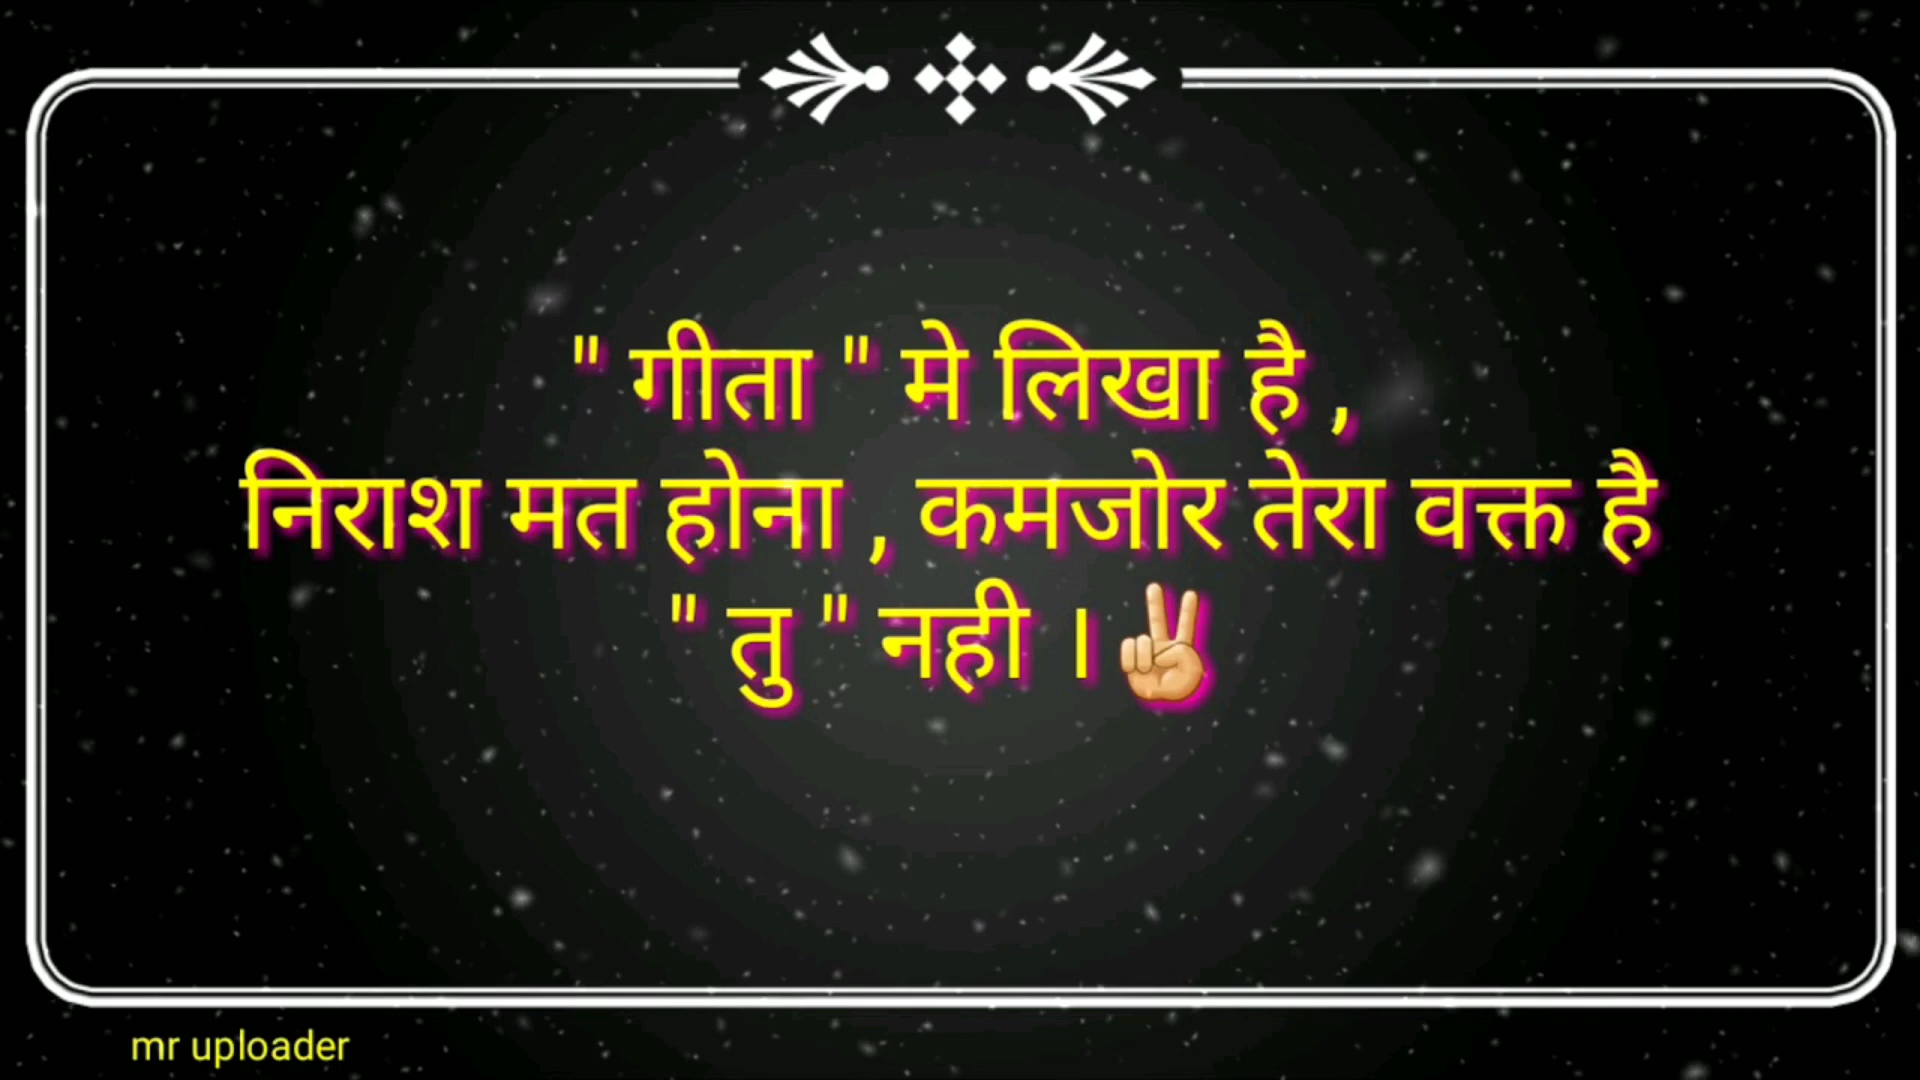 " गीता " मे लिखा है ,
निराश मत होना , कमजोर तेरा वक्त है
" तु " नही ।✌
mr uploader